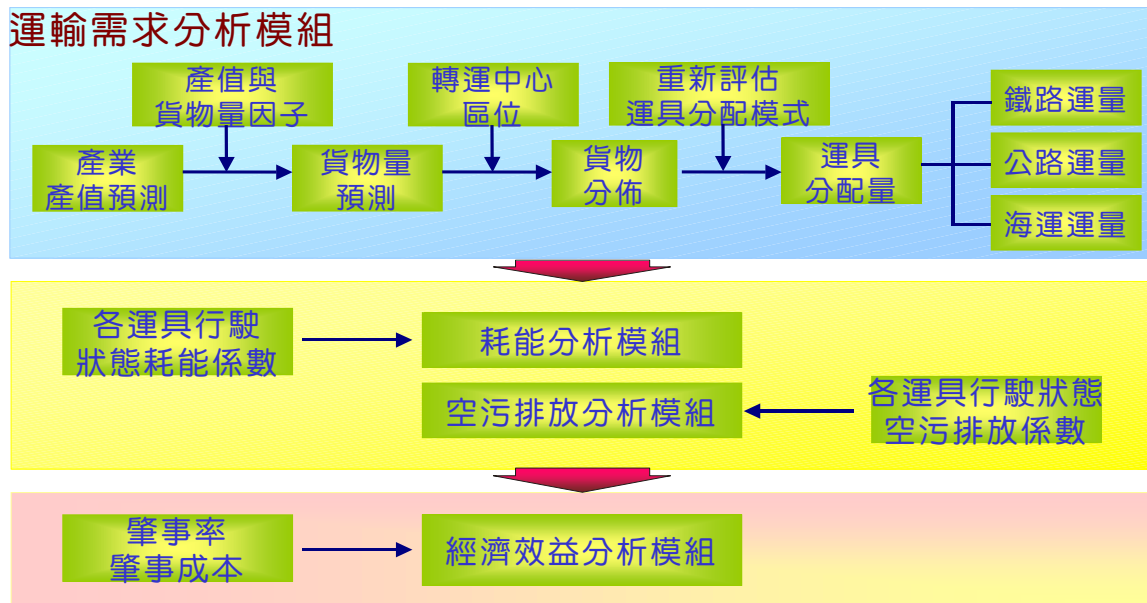 運輸需求分析模組
產值與
貨物量因子
轉運中心
區位
重新評估
運具分配模式
產業
產值預測
貨物量
預測
貨物
分佈
運具
分配量
鐵路運量
公路運量
海運運量
各運具行駛
狀態耗能係數
耗能分析模組
空污排放分析模組
各運具行駛狀態
空污排放係數
肇事率
肇事成本
經濟效益分析模組